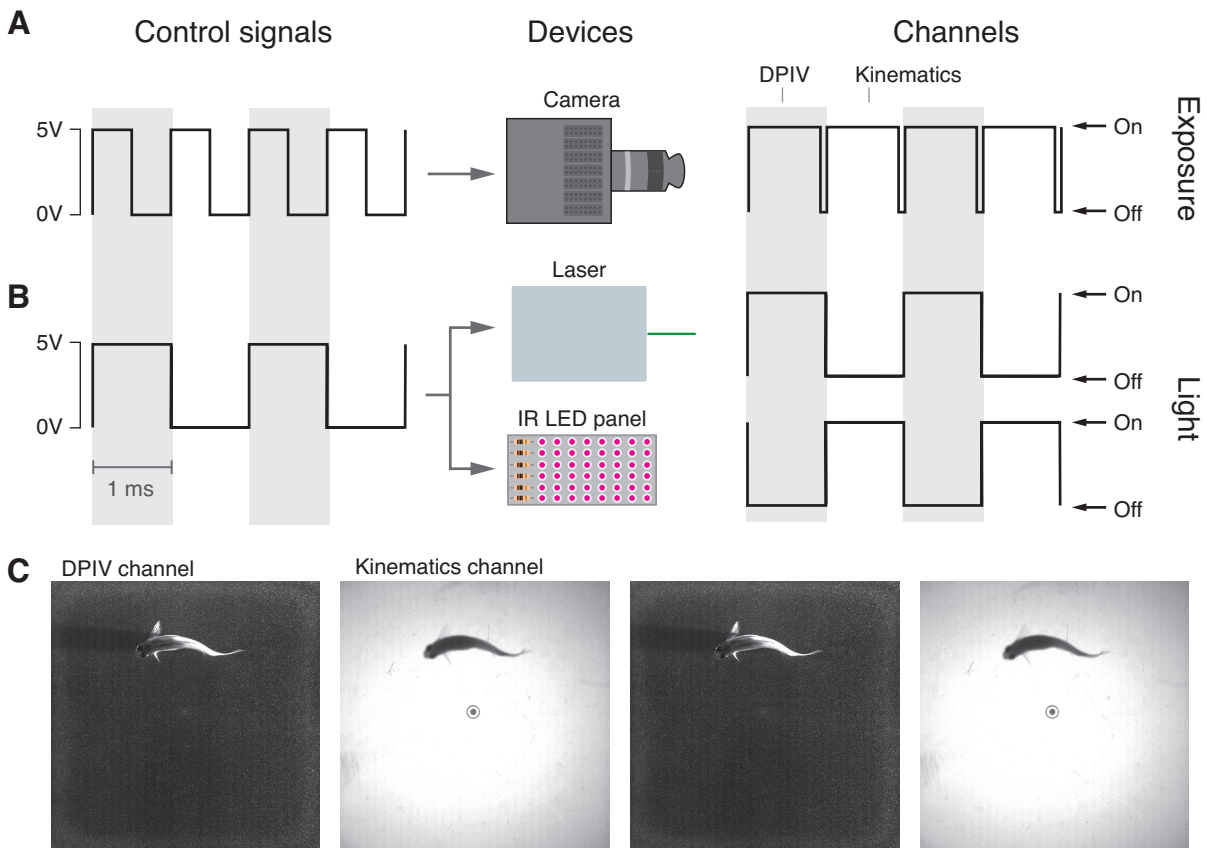 A
Control signals
Devices
Channels
DPIV
Kinematics
Camera
5V
0V
On
Off
Exposure
B
Laser
5V
0V
1 ms
IR LED panel
On
Off
On
Off
Light
C
DPIV channel
Kinematics channel